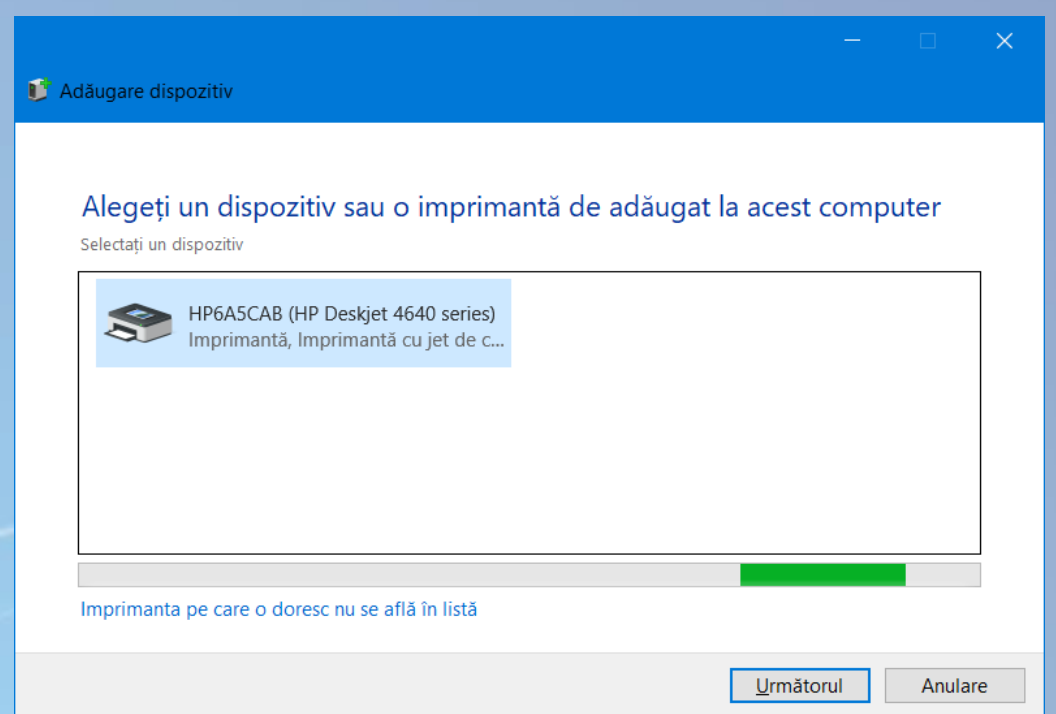 Adăugare dispozitiv
Alegeți un dispozitiv sau o imprimantă de adăugat la acest computer
Selectați un dispozitiv
HP6A5CAB (HP Deskjet 4640 series)
Imprimantă, Imprimantă cu jet de c...
Imprimanta pe care o doresc nu se află în listă
Următorul Anulare